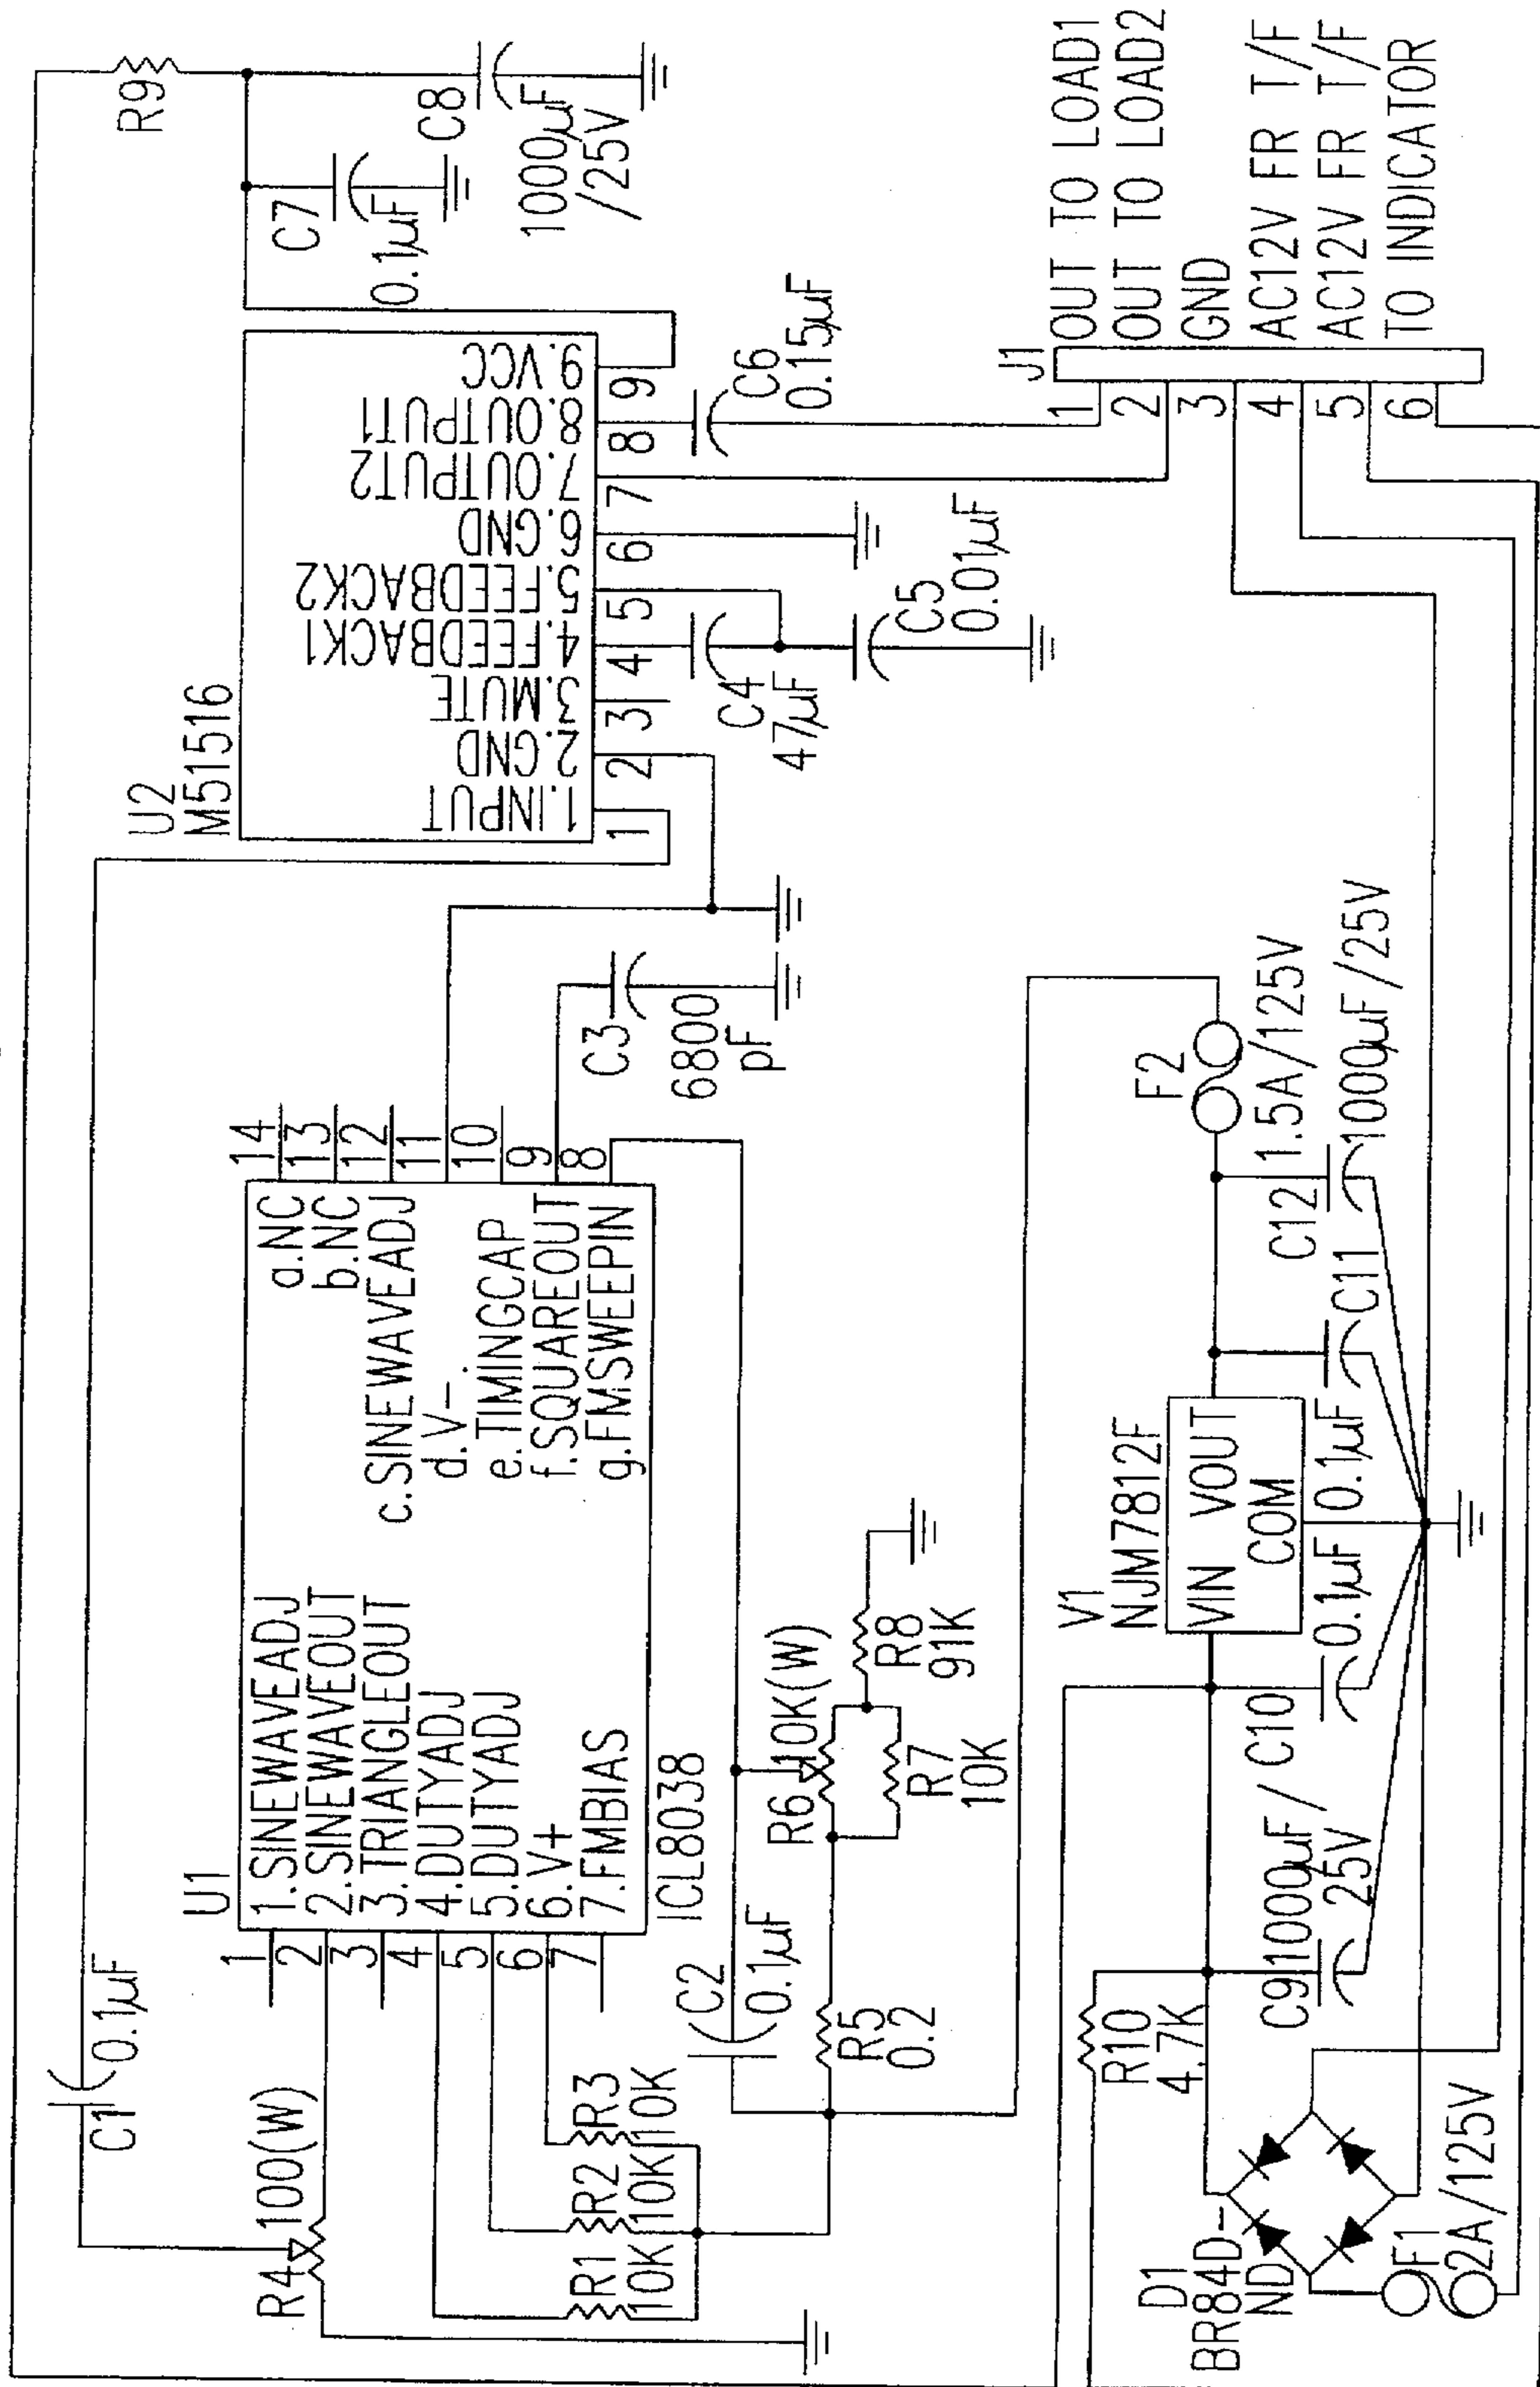 R9
C8
1000µF
/25V
C7
0.1µF
U2
M51516
1.INPUT
2.GND
3.MUTE
4.FEEDBACK1
5.FEEDBACK2
6.GND
7.OUTPUT2
8.OUTPUT1
9.VCC
1
2
3
4
5
6
7
8
9
C6
0.15µF
C4
47µF
C5
0.01µF
J1
1
2
3
4
5
6
OUT TO LOAD1
OUT TO LOAD2
GND
AC12V FR T/F
AC12V FR T/F
TO INDICATOR
C1
0.1µF
R4
100(W)
U1
1.SINEWAVEADJ
2.SINEWAVEOUT
3.TRIANGLEOUT
4.DUTYADJ
5.DUTYADJ
6.V+
7.FMBIAS
ICL8038
a.NC
b.NC
c.SINEWAVEADJ
d.V-
e.TIMINGCAP
f.SQUAREOUT
g.FMSWEEPIN
1
2
3
4
5
6
7
14
13
12
11
10
9
8
C3
6800
pF
R1
10K
R2
10K
R3
10K
C2
0.1µF
R5
0.2
R6
10K(W)
R7
10K
R8
91K
V1
NJM7812F
VIN VOUT
COM
F2
1.5A/125V
C12
1000µF/25V
C11
0.1µF
C10
0.1µF
C9
1000µF/
25V
R10
4.7K
D1
BR84D-
ND
F1
2A/125V